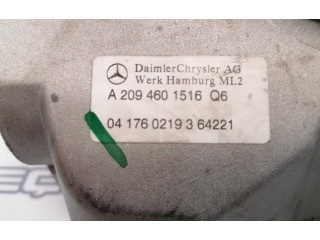 DaimlerChrysler AG
Werk Hamburg ML2
A 209 460 1516 Q6
04 176 0219 3 64221